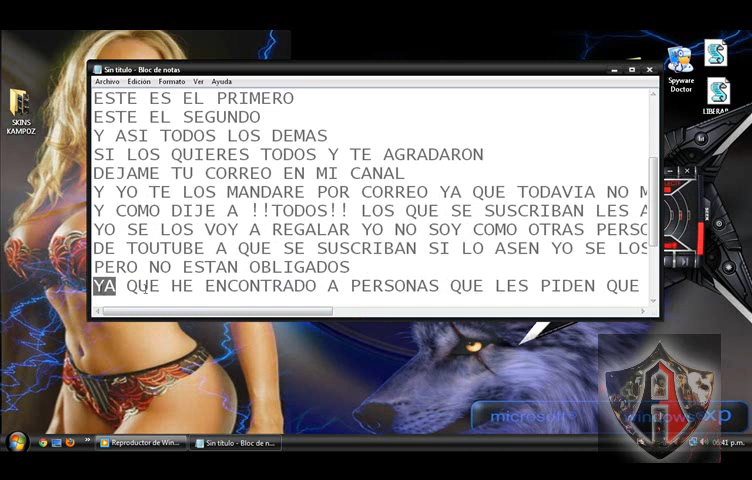 Sin título - Bloc de notas
Archivo Edición Formato Ver Ayuda
ESTE ES EL PRIMERO
ESTE EL SEGUNDO
Y ASI TODOS LOS DEMAS
SI LOS QUIERES TODOS Y TE AGRADARON
DEJAME TU CORREO EN MI CANAL
Y YO TE LOS MANDARE POR CORREO YA QUE TODAVIA NO M
Y COMO DIJE A !!TODOS!! LOS QUE SE SUSCRIBAN LES A
YO SE LOS VOY A REGALAR YO NO SOY COMO OTRAS PERSO
DE TOUTUBE A QUE SE SUSCRIBAN SI LO ASEN YO SE LOS
PERO NO ESTAN OBLIGADOS
YA QUE HE ENCONTRADO A PERSONAS QUE LES PIDEN QUE
SKINS
KAMPOZ
Spyware
Doctor
LIBERAR
SEEK
microsoft windows xp
Reproductor de Win...
Sin título - Bloc de n...
06:41 p.m.